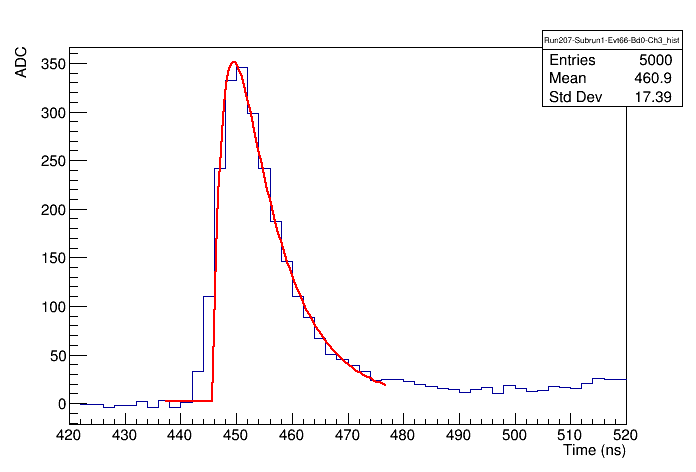 Run207-Subrun1-Evt66-Bd0-Ch3_hist
Entries 5000
Mean 460.9
Std Dev 17.39
ADC
350
300
250
200
150
100
50
0
420 430 440 450 460 470 480 490 500 510 520
Time (ns)